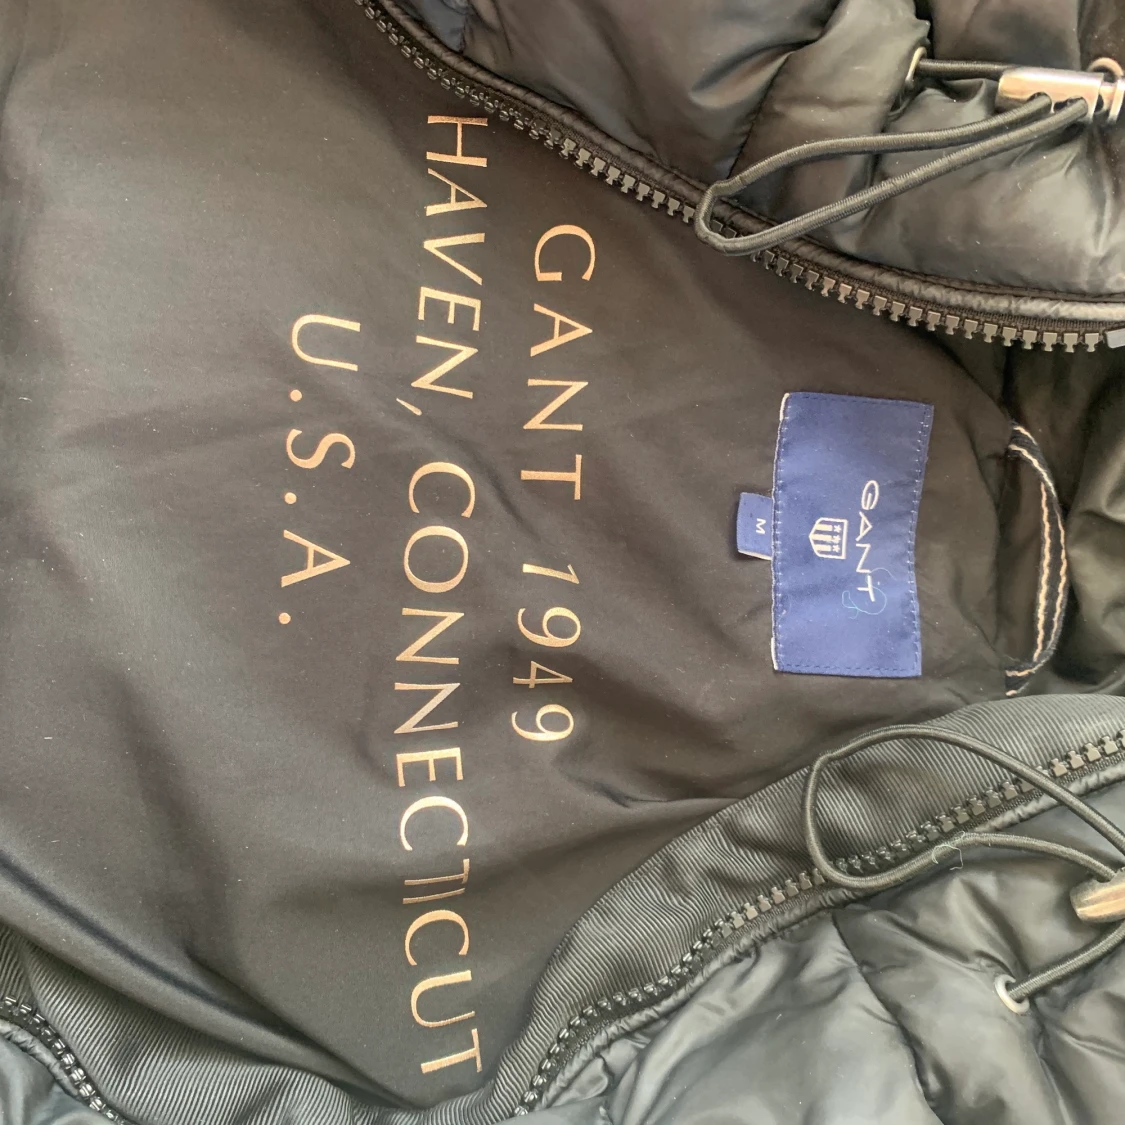 GANT
M
GANT 1949
HAVEN, CONNECTICUT
U.S.A.